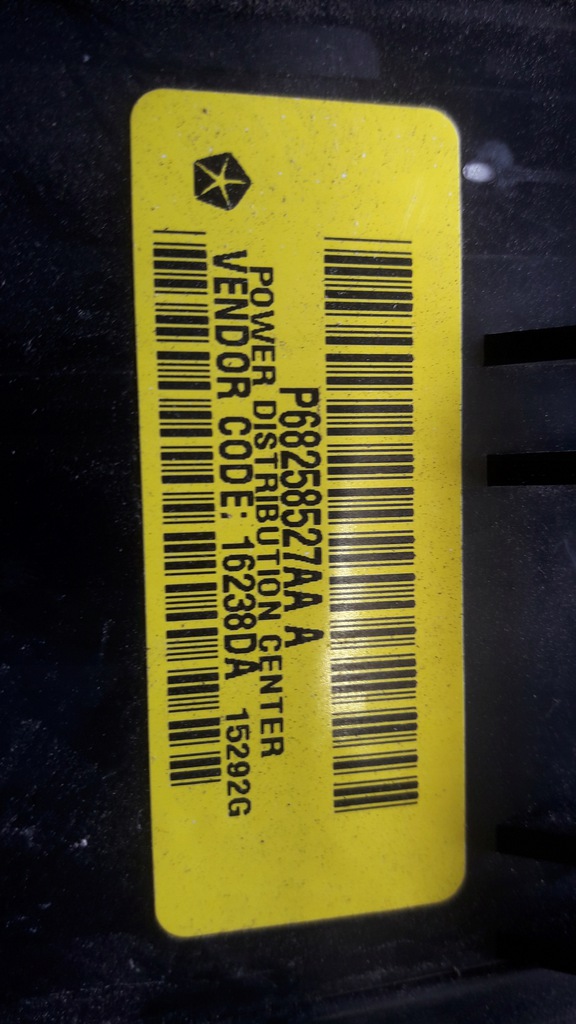 P68258527AA A
POWER DISTRIBUTION CENTER
VENDOR CODE: 16238DA 15292G